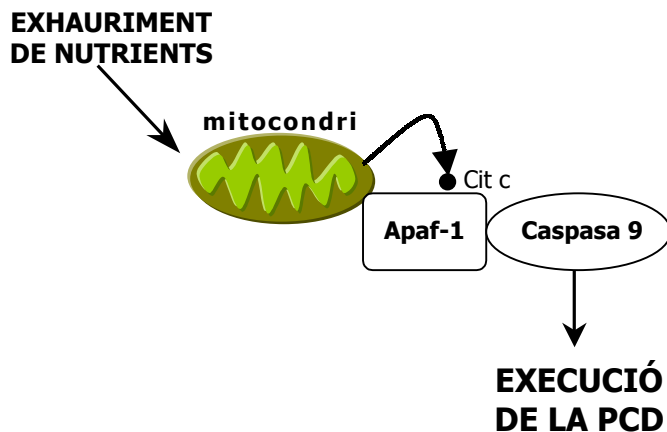 EXHAURIMENT
DE NUTRIENTS
mitocondri
Cit c
Apaf-1
Caspasa 9
EXECUCIÓ
DE LA PCD